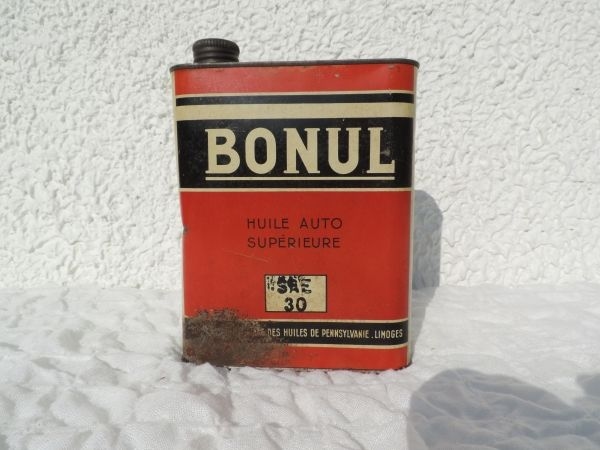 BONUL
HUILE AUTO
SUPÉRIEURE
SAE
30
DES HUILES DE PENNSYLVANIE. LIMOGES